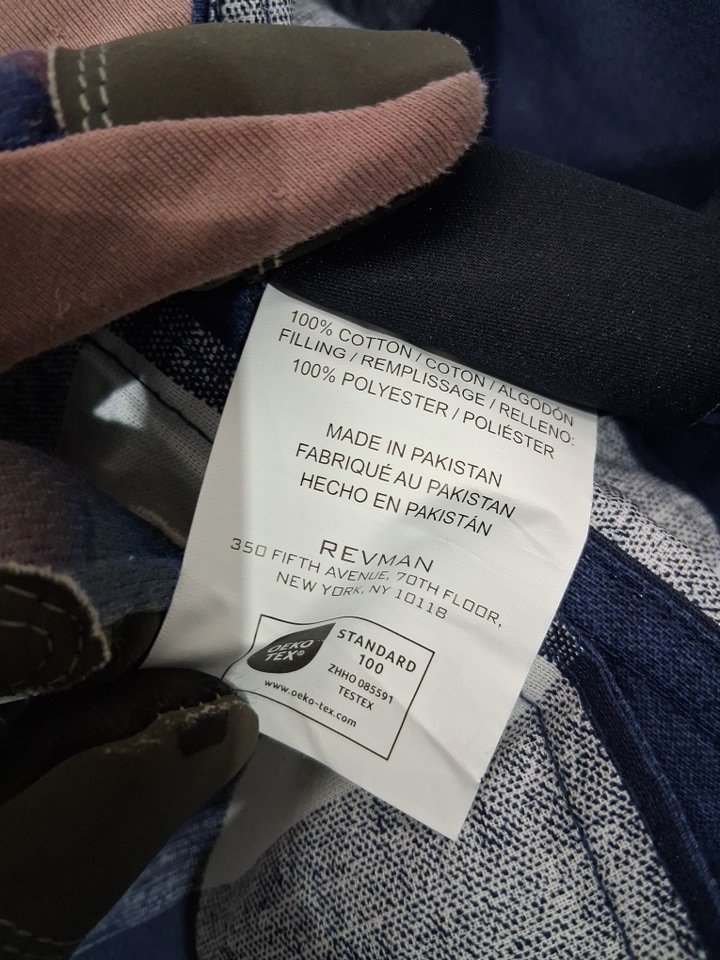 100% COTTON / COTON / ALGODÓN
FILLING / REMPLISSAGE / RELLENO:
100% POLYESTER / POLIÉSTER
MADE IN PAKISTAN
FABRIQUÉ AU PAKISTAN
HECHO EN PAKISTÁN
REVMAN
350 FIFTH AVENUE, 70TH FLOOR,
NEW YORK, NY 10118
OEKO
TEX®
STANDARD
100
ZHHO 085591
TESTEX
www.oeko-tex.com